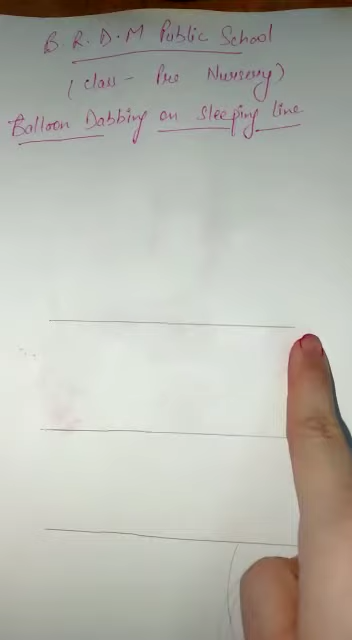 B R. D. M Public School
(Class - Pre Nursery)
Balloon Dabbing on Sleeping line